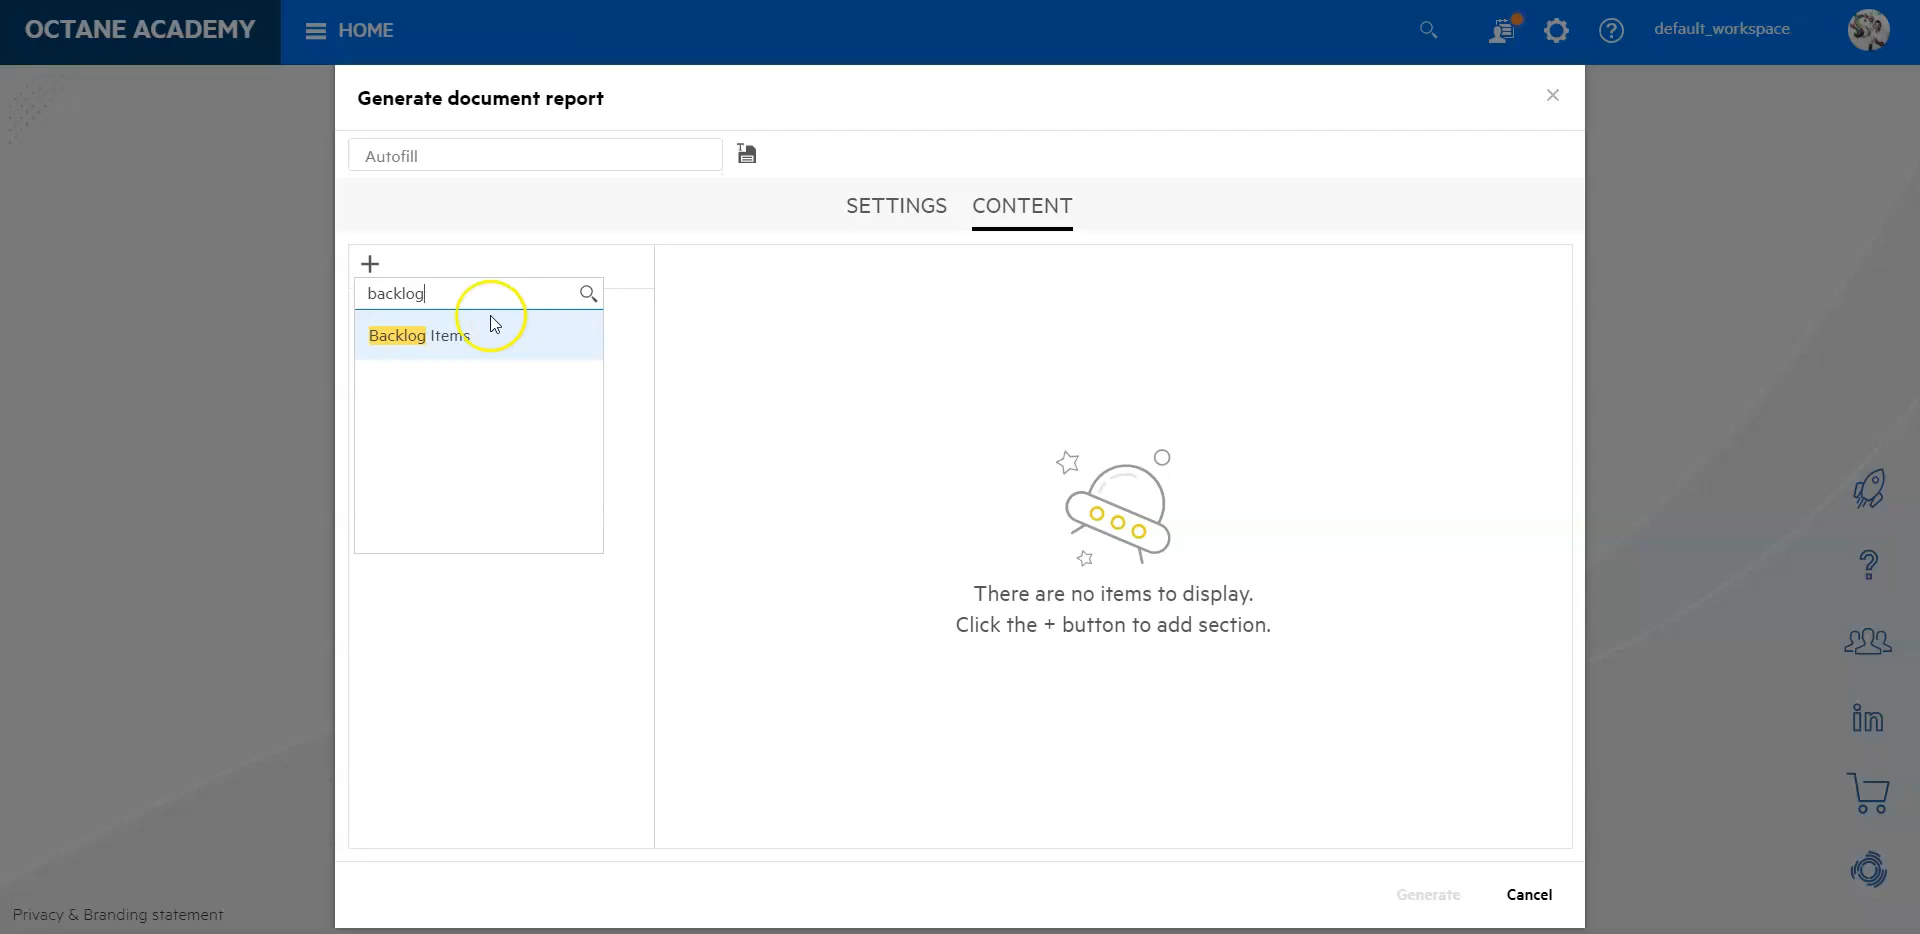 OCTANE ACADEMY
HOME
default_workspace
Generate document report
Autofill
SETTINGS
CONTENT
backlog
Backlog Items
There are no items to display.
Click the + button to add section.
Generate
Cancel
Privacy & Branding statement